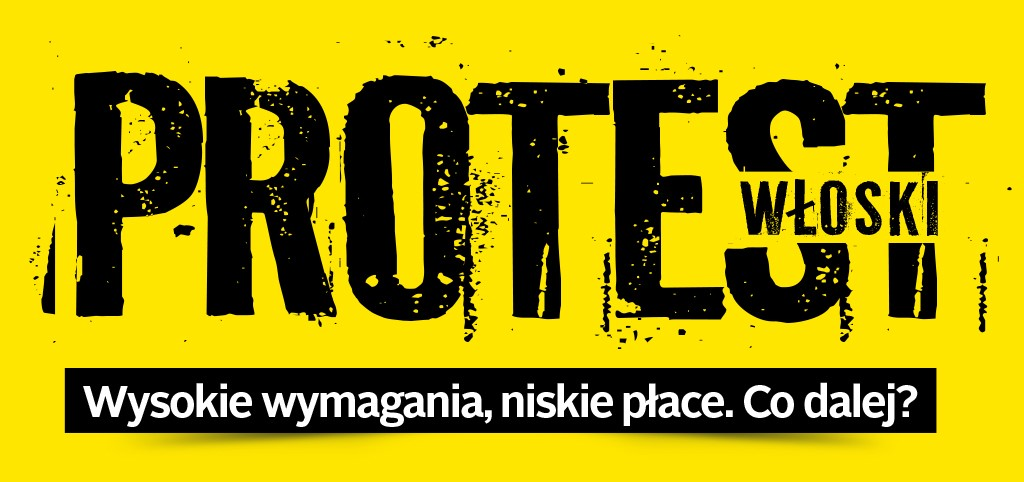 PROTEST
WŁOSKI
Wysokie wymagania, niskie płace. Co dalej?